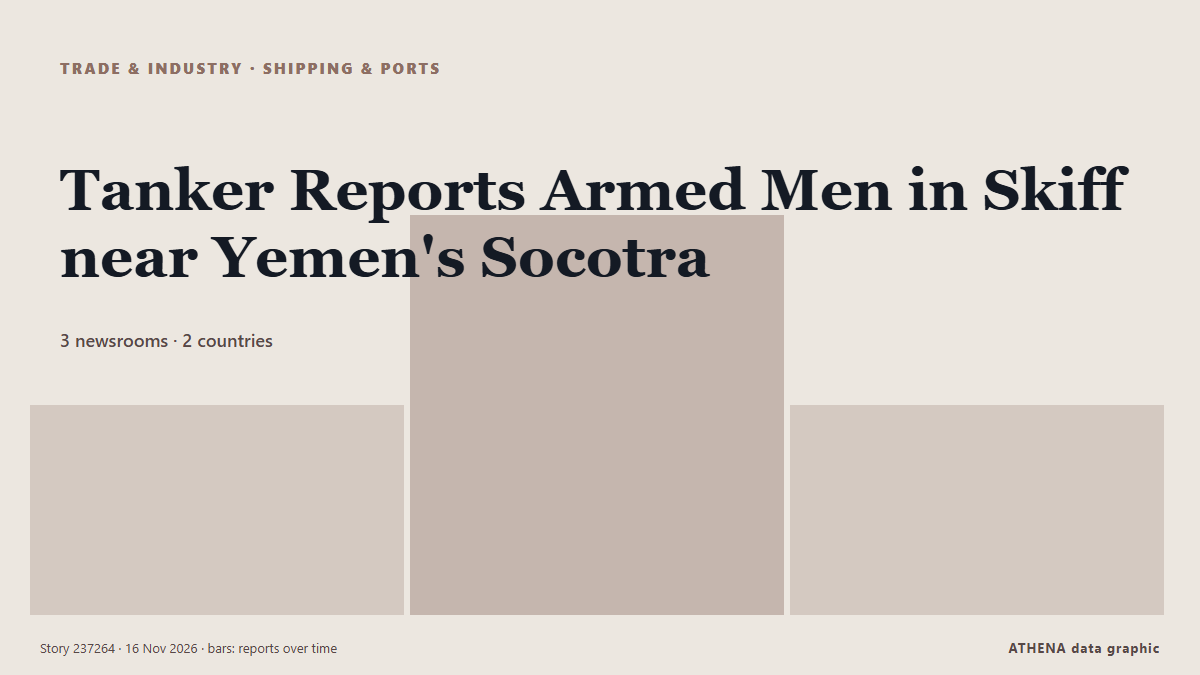 TRADE & INDUSTRY · SHIPPING & PORTS
Tanker Reports Armed Men in Skiff
near Yemen's Socotra
3 newsrooms · 2 countries
Story 237264 · 16 Nov 2026 · bars: reports over time
ATHENA data graphic